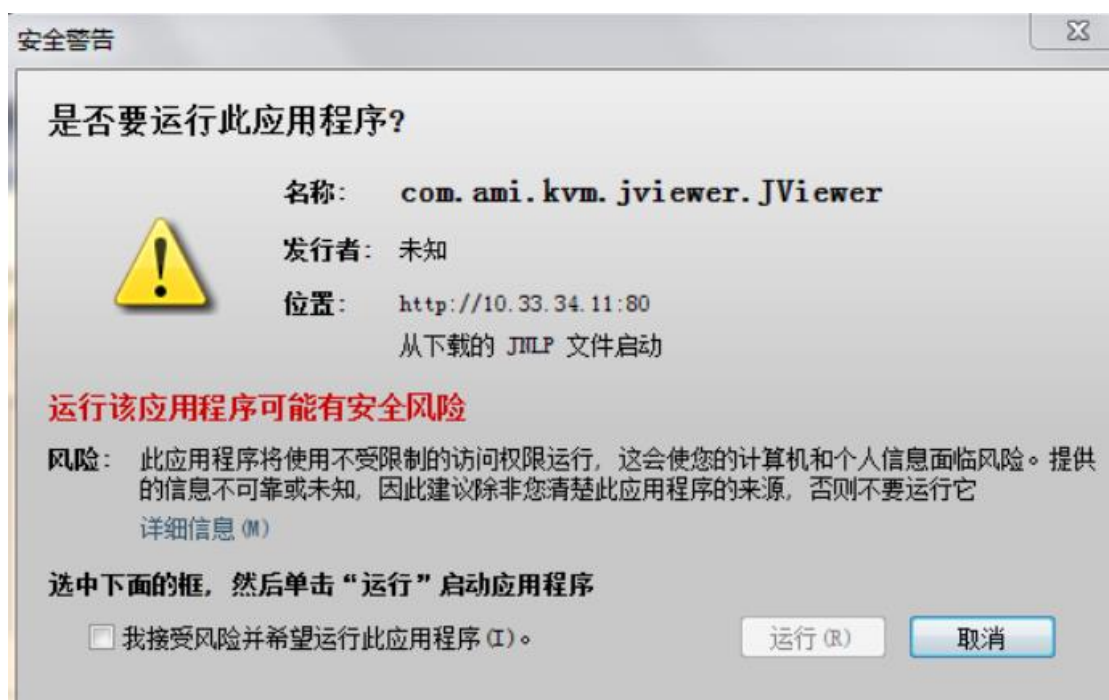 安全警告
是否要运行此应用程序?
名称: com.ami.kvm.jviewer.JViewer
发行者: 未知
位置: http://10.33.34.11:80
从下载的 JNLP 文件启动
运行该应用程序可能有安全风险
风险: 此应用程序将使用不受限制的访问权限运行, 这会使您的计算机和个人信息面临风险。提供
的信息不可靠或未知, 因此建议除非您清楚此应用程序的来源, 否则不要运行它
详细信息(M)
选中下面的框, 然后单击“运行”启动应用程序
我接受风险并希望运行此应用程序(I)。
运行(R) 取消